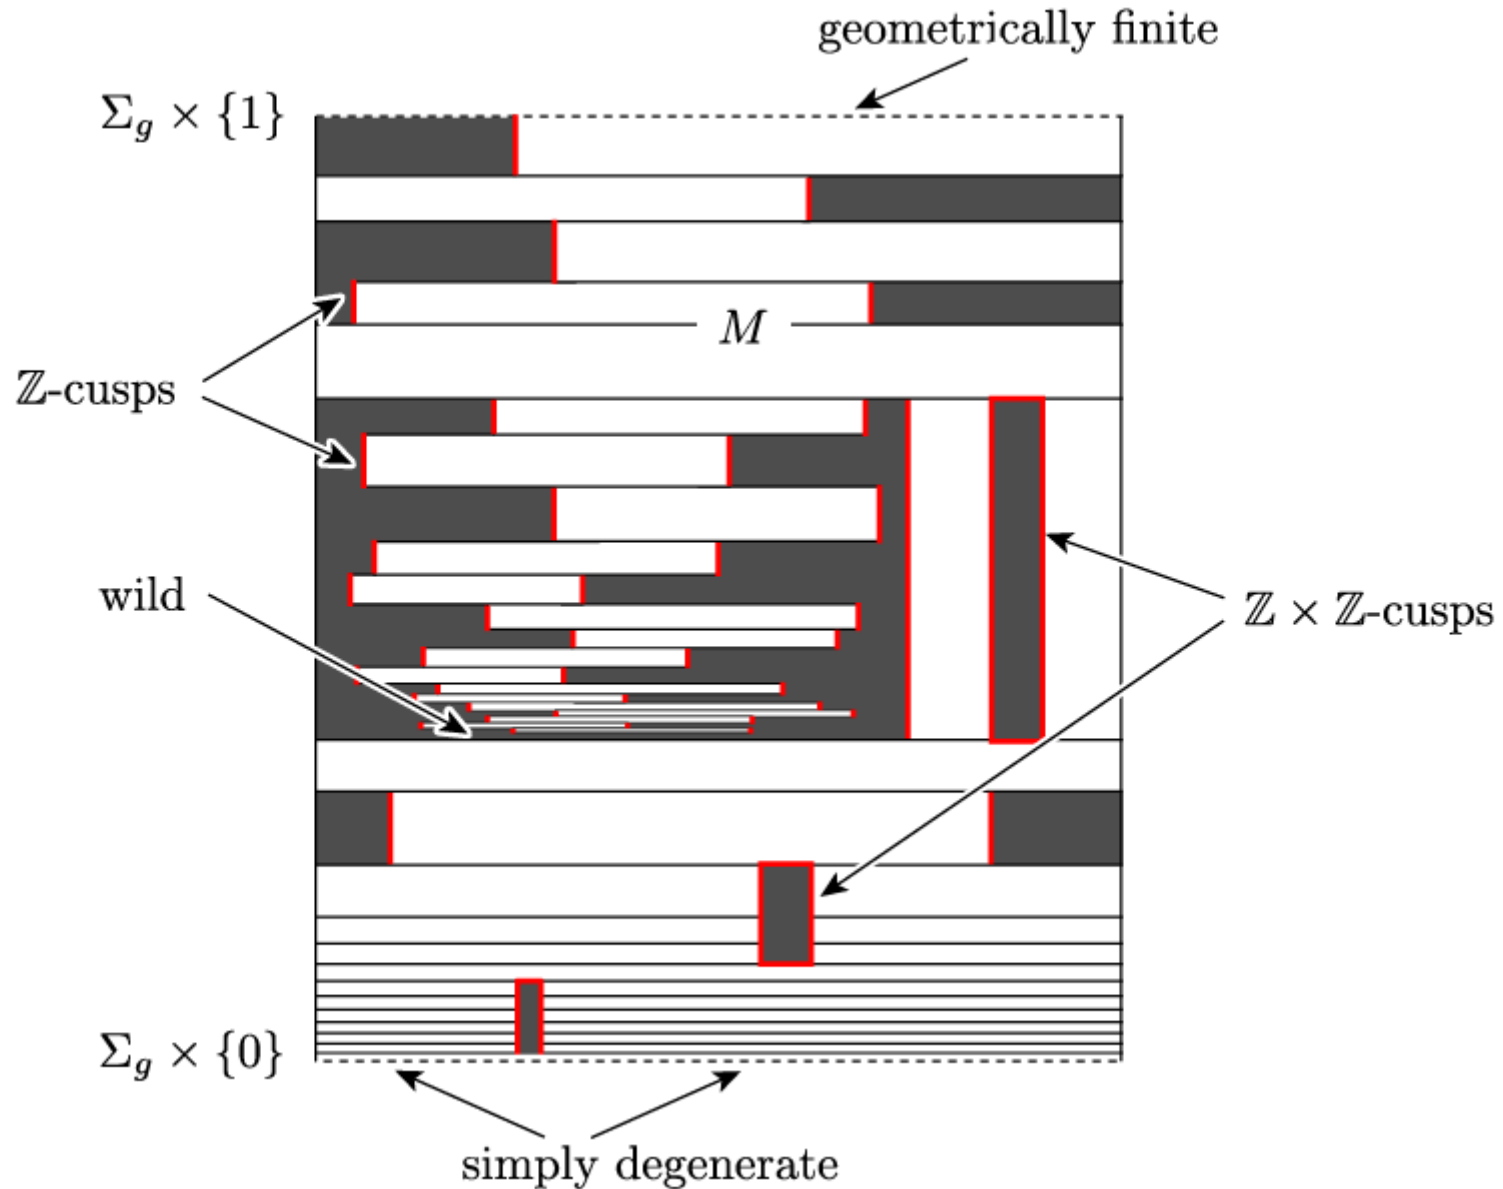 geometrically finite
Σ_g × {1}
M
ℤ-cusps
wild
ℤ × ℤ-cusps
Σ_g × {0}
simply degenerate